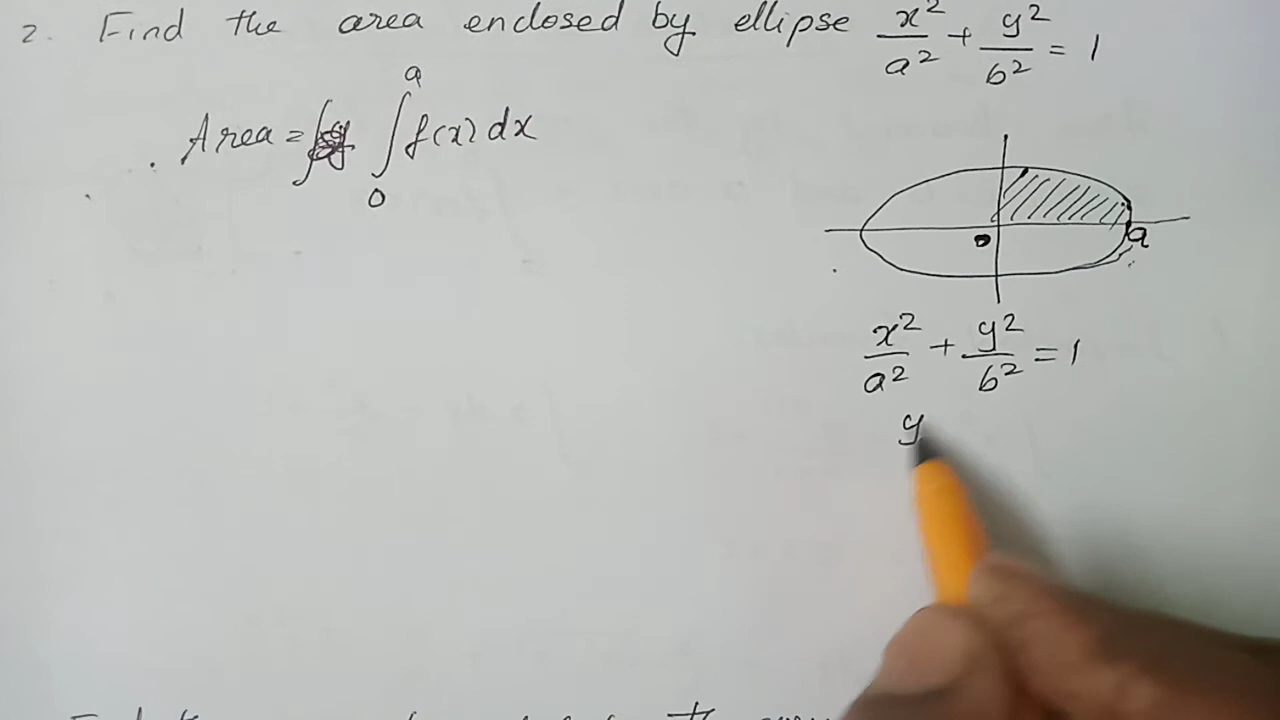 2. Find the area enclosed by ellipse x²/a² + y²/b² = 1
Area = ∫ ∫₀ᵃ f(x) dx
0 a
x²/a² + y²/b² = 1
y